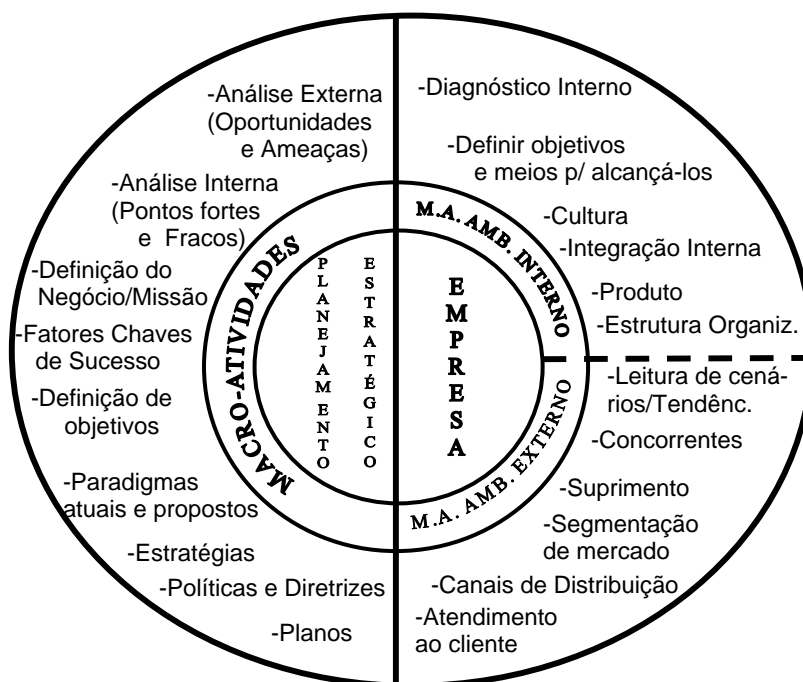 -Análise Externa
(Oportunidades
e Ameaças)
-Análise Interna
(Pontos fortes
e Fracos)
-Definição do
Negócio/Missão
-Fatores Chaves
de Sucesso
-Definição de
objetivos
-Paradigmas
atuais e propostos
-Estratégias
-Políticas e Diretrizes
-Planos
MACRO-ATIVIDADES
PLANEJAMENTO
ESTRATÉGICO
EMPRESA
M.A. AMB. INTERNO
M.A. AMB. EXTERNO
-Diagnóstico Interno
-Definir objetivos
e meios p/ alcançá-los
-Cultura
-Integração Interna
-Produto
-Estrutura Organiz.
-Leitura de cená-
rios/Tendênc.
-Concorrentes
-Suprimento
-Segmentação
de mercado
-Canais de Distribuição
-Atendimento
ao cliente